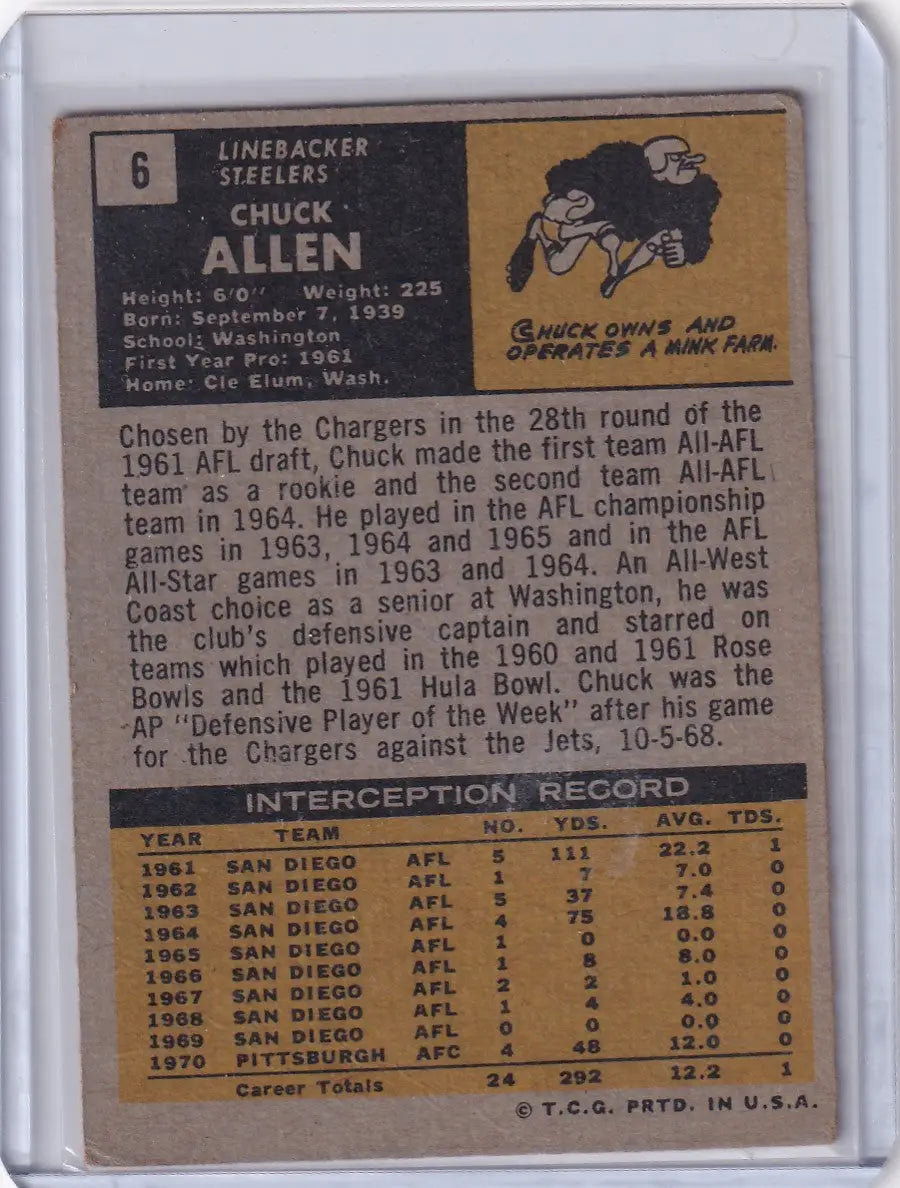 6
LINEBACKER
STEELERS
CHUCK
ALLEN
Height: 6'0" Weight: 225
Born: September 7, 1939
School: Washington
First Year Pro: 1961
Home: Cle Elum, Wash.
CHUCK OWNS AND
OPERATES A MINK FARM.
Chosen by the Chargers in the 28th round of the
1961 AFL draft, Chuck made the first team All-AFL
team as a rookie and the second team All-AFL
team in 1964. He played in the AFL championship
games in 1963, 1964 and 1965 and in the AFL
All-Star games in 1963 and 1964. An All-West
Coast choice as a senior at Washington, he was
the club's defensive captain and starred on
teams which played in the 1960 and 1961 Rose
Bowls and the 1961 Hula Bowl. Chuck was the
AP "Defensive Player of the Week" after his game
for the Chargers against the Jets, 10-5-68.
INTERCEPTION RECORD
YEAR TEAM NO. YDS. AVG. TDS.
1961 SAN DIEGO AFL 5 111 22.2 1
1962 SAN DIEGO AFL 1 7 7.0 0
1963 SAN DIEGO AFL 5 37 7.4 0
1964 SAN DIEGO AFL 4 75 18.8 0
1965 SAN DIEGO AFL 1 0 0.0 0
1966 SAN DIEGO AFL 1 8 8.0 0
1967 SAN DIEGO AFL 2 2 1.0 0
1968 SAN DIEGO AFL 1 4 4.0 0
1969 SAN DIEGO AFL 0 0 0.0 0
1970 PITTSBURGH AFC 4 48 12.0 0
Career Totals 24 292 12.2 1
© T.C.G. PRTD. IN U.S.A.